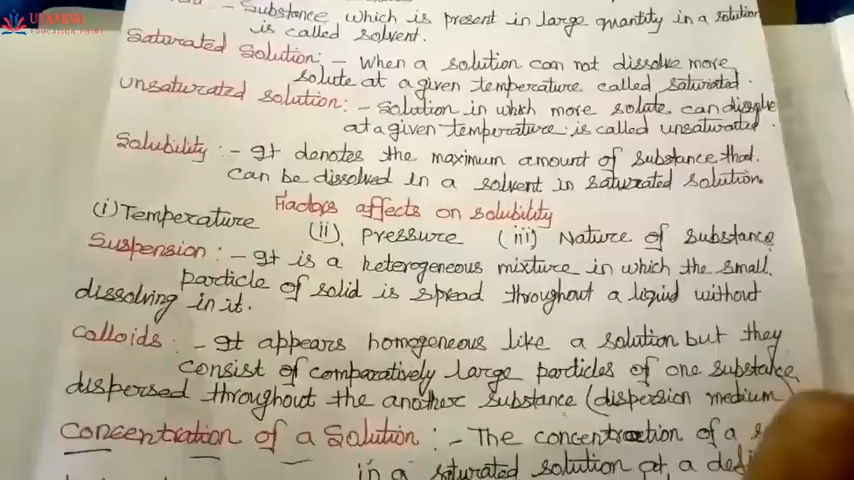 UTKARSH
EDUCATION POINT
- Substance, which is present in large quantity in a solution
is called solvent.
Saturated Solution: - When a solution can not dissolve more
solute at a given temperature called saturated.
Unsaturated solution: - Solution in which more solute can dissolve
at a given temperature is called unsaturated.
Solubility: - It denotes the maximum amount of substance that
can be dissolved in a solvent in saturated solution.
Factors affects on solubility
(i) Temperature (ii) Pressure (iii) Nature of substance
Suspension: - It is a heterogeneous mixture in which the small
particle of solid is spread throughout a liquid without
dissolving in it.
Colloids: - It appears homogeneous like a solution but they
consist of comparatively large particles of one substance
dispersed throughout the another substance (dispersion medium)
Concentration of a Solution: - The concentration of a
in a saturated solution at a